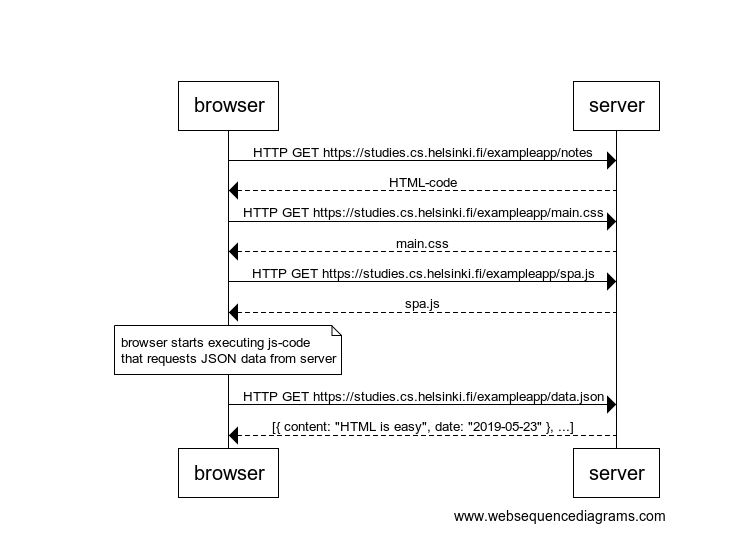 browser
server
HTTP GET https://studies.cs.helsinki.fi/exampleapp/notes
HTML-code
HTTP GET https://studies.cs.helsinki.fi/exampleapp/main.css
main.css
HTTP GET https://studies.cs.helsinki.fi/exampleapp/spa.js
spa.js
browser starts executing js-code
that requests JSON data from server
HTTP GET https://studies.cs.helsinki.fi/exampleapp/data.json
[{ content: "HTML is easy", date: "2019-05-23" }, ...]
browser
server
www.websequencediagrams.com